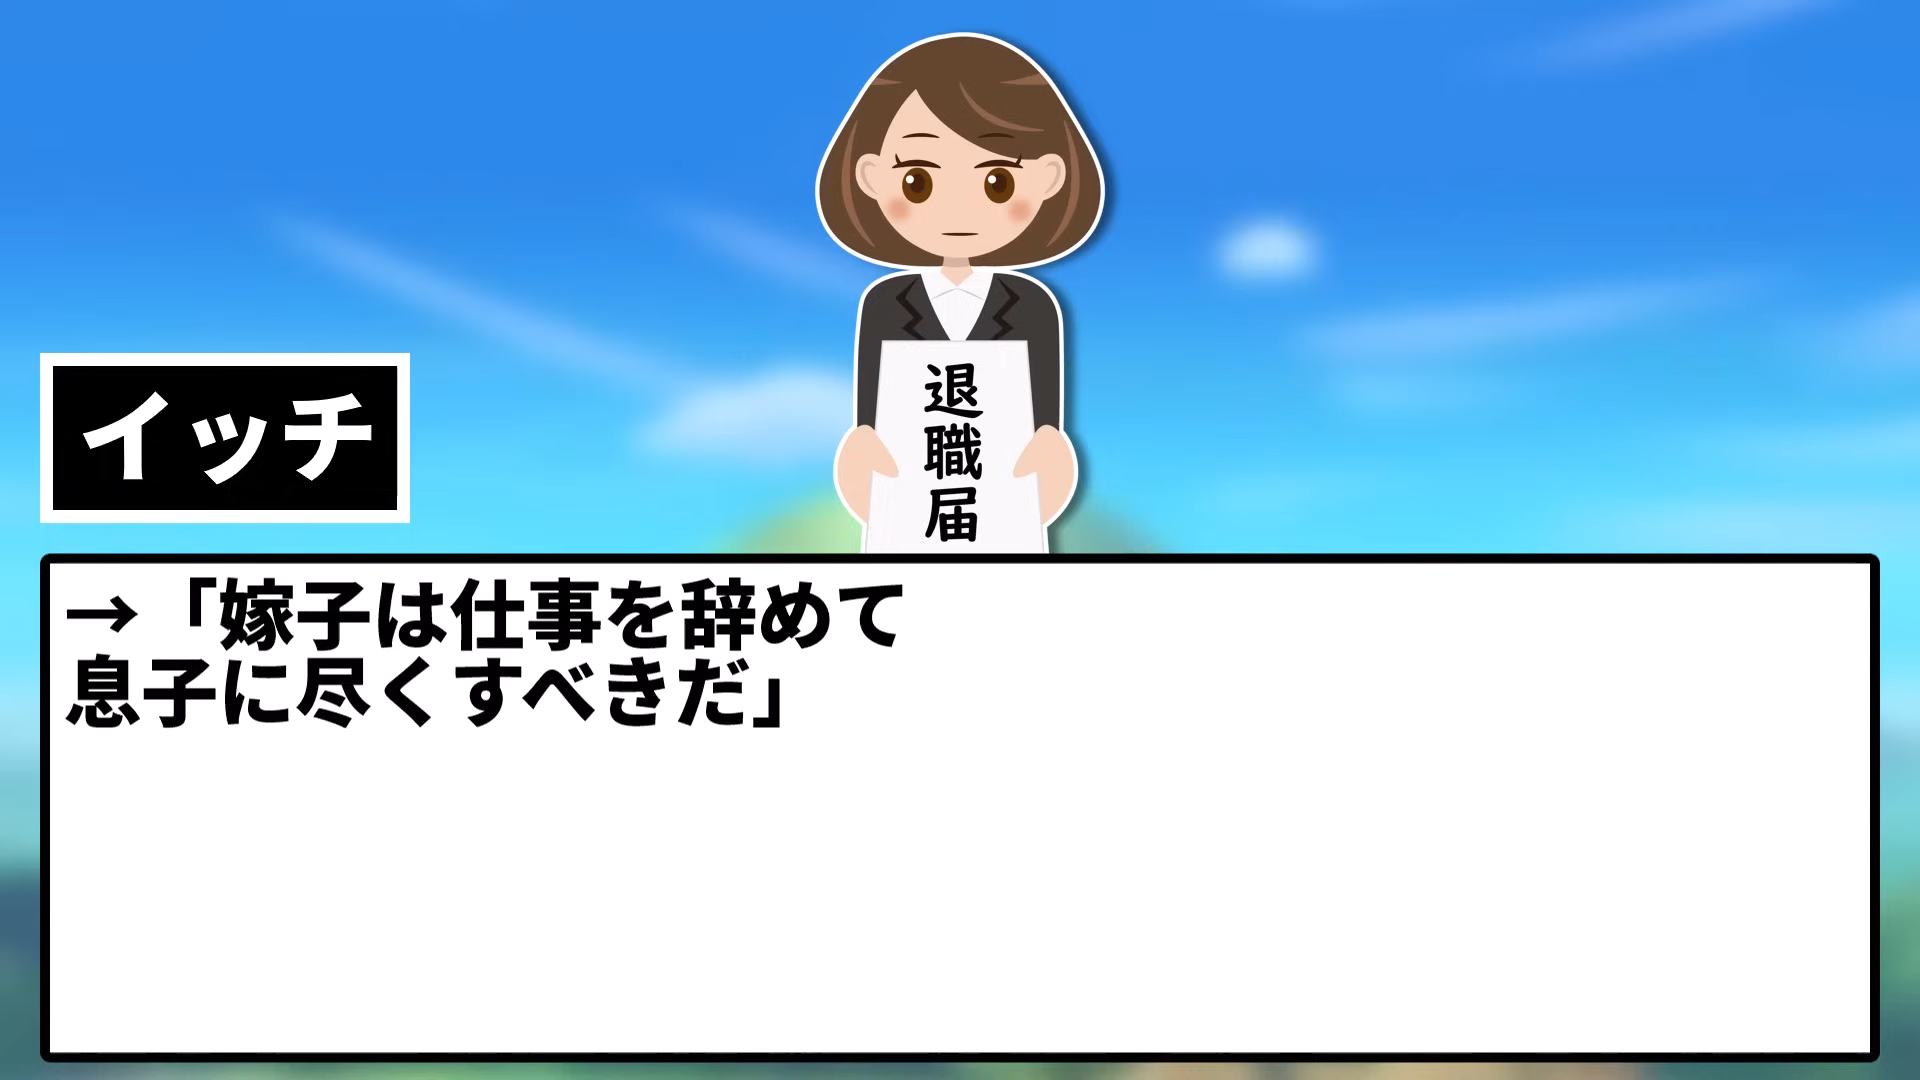 退職届
イッチ
→「嫁子は仕事を辞めて
息子に尽くすべきだ」